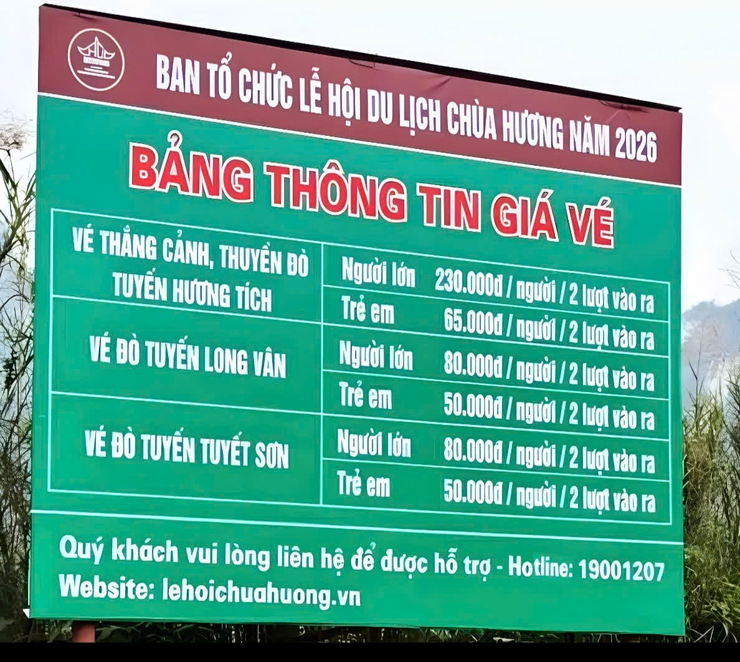 BAN TỔ CHỨC LỄ HỘI DU LỊCH CHÙA HƯƠNG NĂM 2026
BẢNG THÔNG TIN GIÁ VÉ
VÉ THẮNG CẢNH, THUYỀN ĐÒ
TUYẾN HƯƠNG TÍCH
Người lớn 230.000đ / người / 2 lượt vào ra
Trẻ em 65.000đ / người / 2 lượt vào ra
VÉ ĐÒ TUYẾN LONG VÂN
Người lớn 80.000đ / người / 2 lượt vào ra
Trẻ em 50.000đ / người / 2 lượt vào ra
VÉ ĐÒ TUYẾN TUYẾT SƠN
Người lớn 80.000đ / người / 2 lượt vào ra
Trẻ em 50.000đ / người / 2 lượt vào ra
Quý khách vui lòng liên hệ để được hỗ trợ - Hotline: 19001207
Website: lehoichuahuong.vn